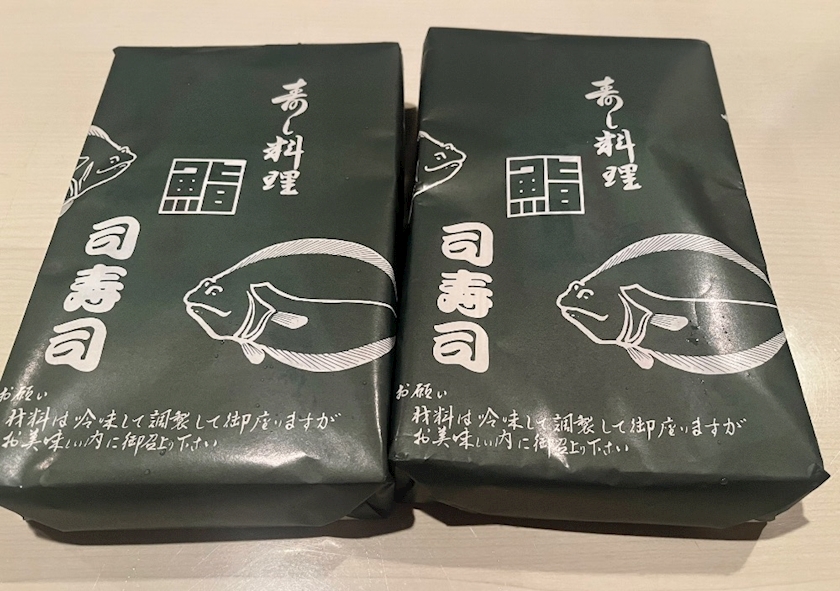 寿し料理
鮨
司寿司
お願い
材料は吟味して調製して御座りますが
お美味しい内に御召上り下さい
寿し料理
鮨
司寿司
お願い
材料は吟味して調製して御座りますが
お美味しい内に御召上り下さい